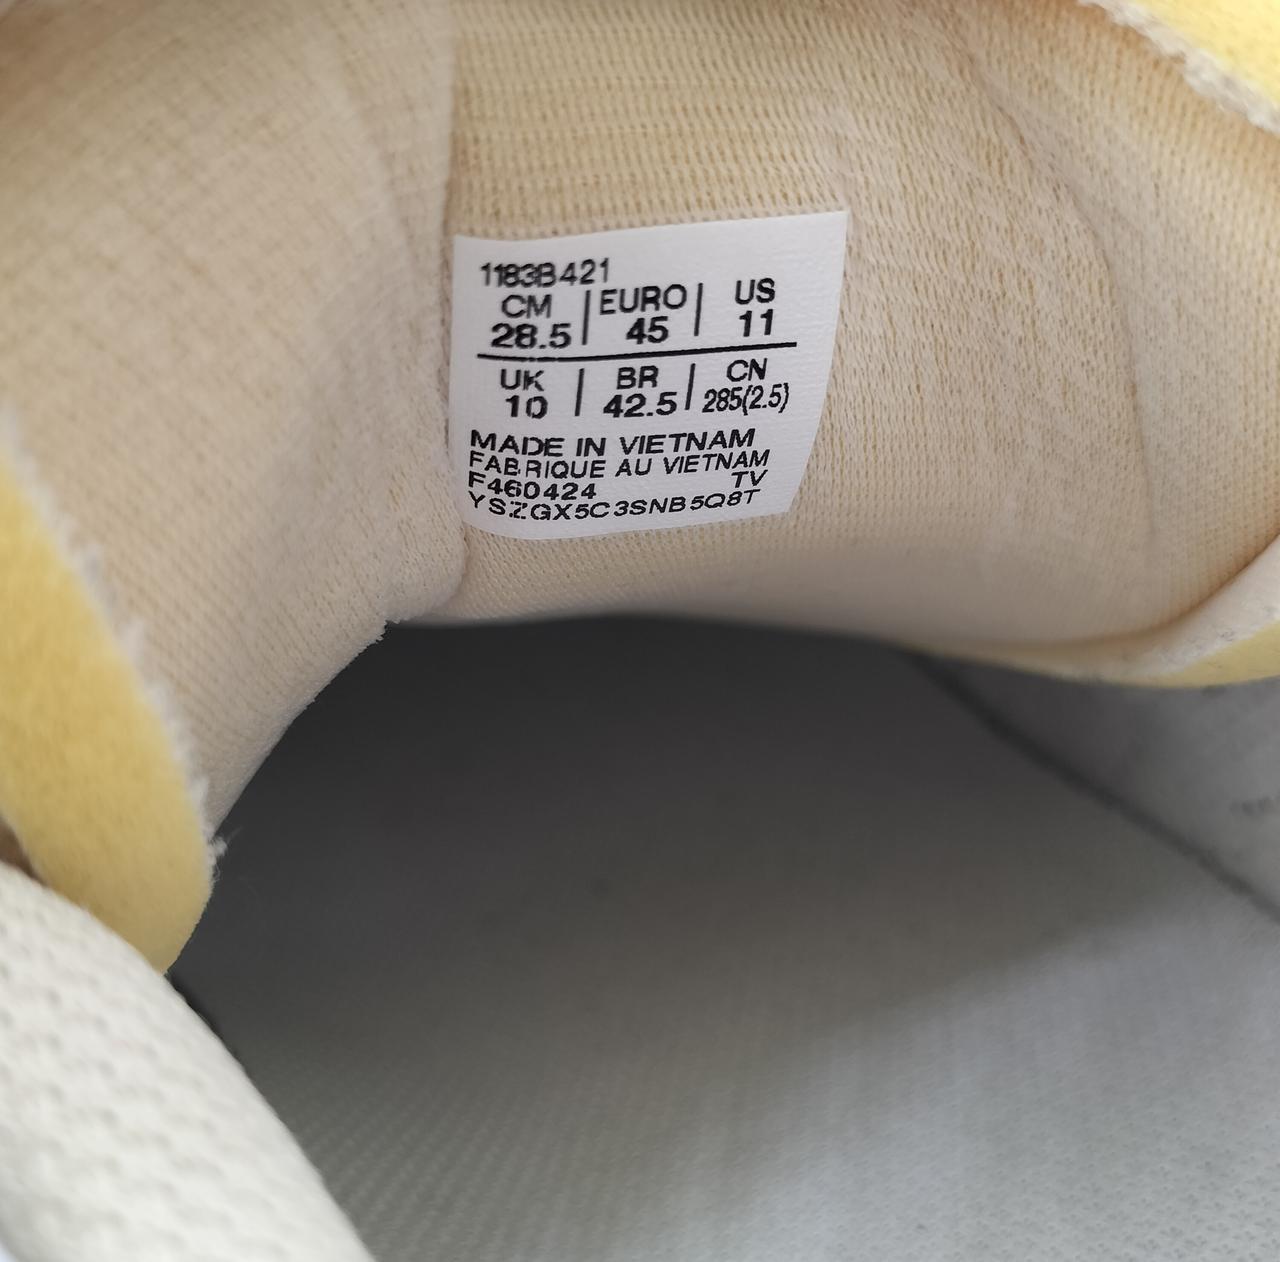 1183B421
CM | EURO | US
28.5 | 45 | 11
UK | BR | CN
10 | 42.5 | 285(2.5)
MADE IN VIETNAM
FABRIQUE AU VIETNAM
F460424 TV
YSZGX5C3SNB5Q8T